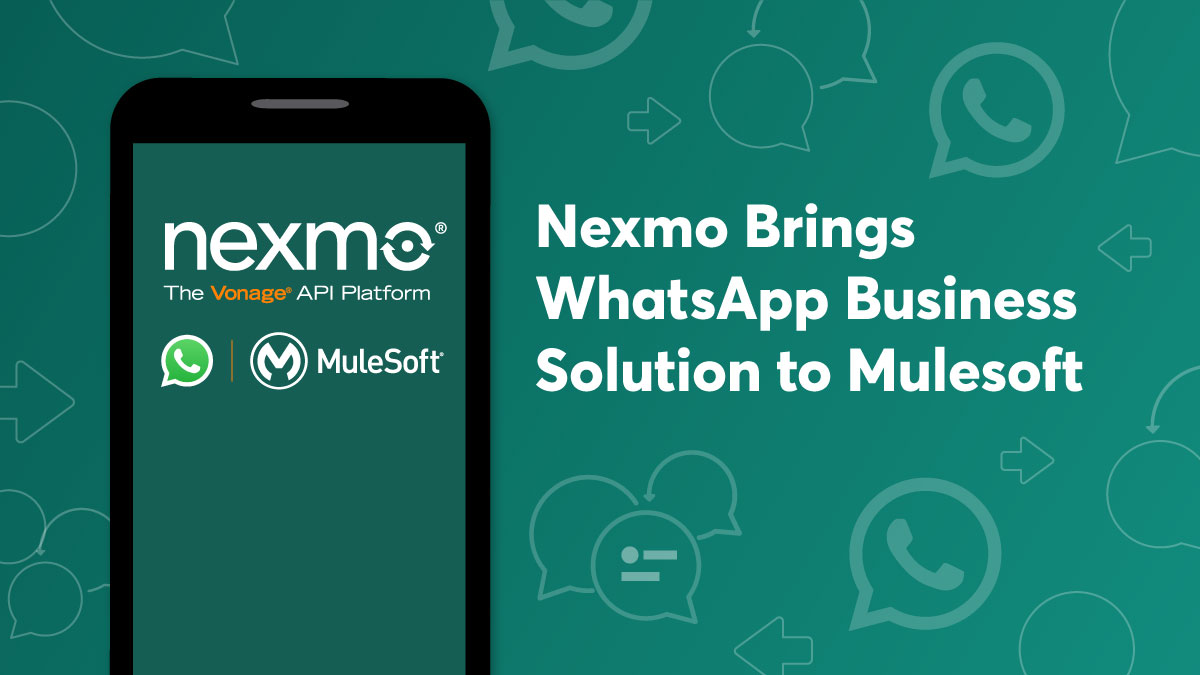 nexmo®
The Vonage® API Platform
MuleSoft®
Nexmo Brings
WhatsApp Business
Solution to Mulesoft